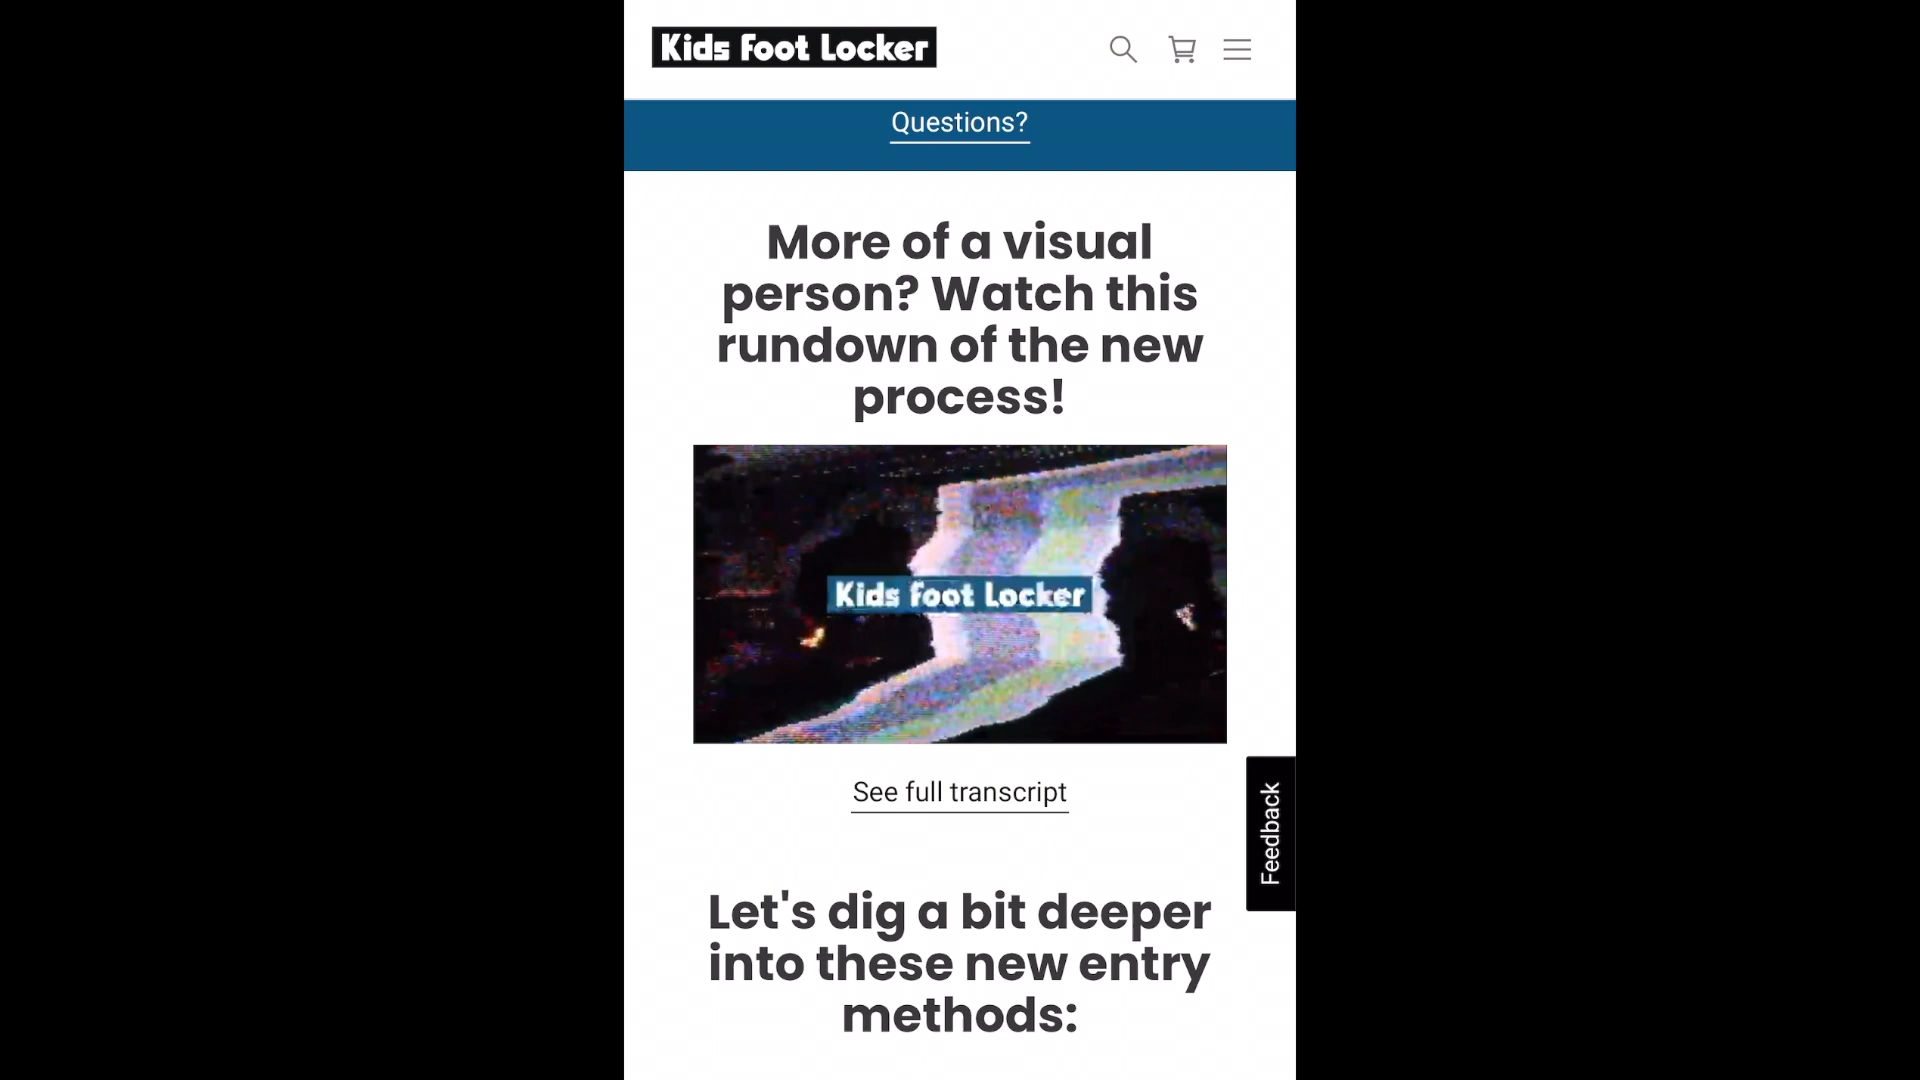 Kids Foot Locker
Questions?
More of a visual
person? Watch this
rundown of the new
process!
Kids Foot Locker
See full transcript
Feedback
Let's dig a bit deeper
into these new entry
methods: